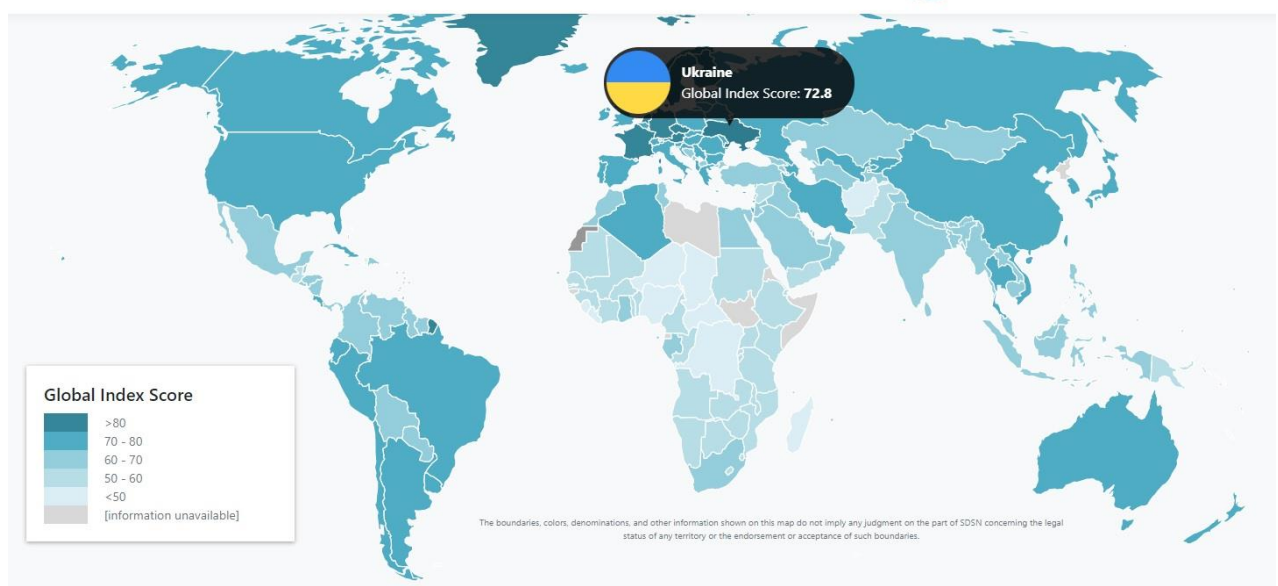 Ukraine
Global Index Score: 72.8
Global Index Score
>80
70 - 80
60 - 70
50 - 60
<50
[information unavailable]
The boundaries, colors, denominations, and other information shown on this map do not imply any judgment on the part of SDSN concerning the legal
status of any territory or the endorsement or acceptance of such boundaries.